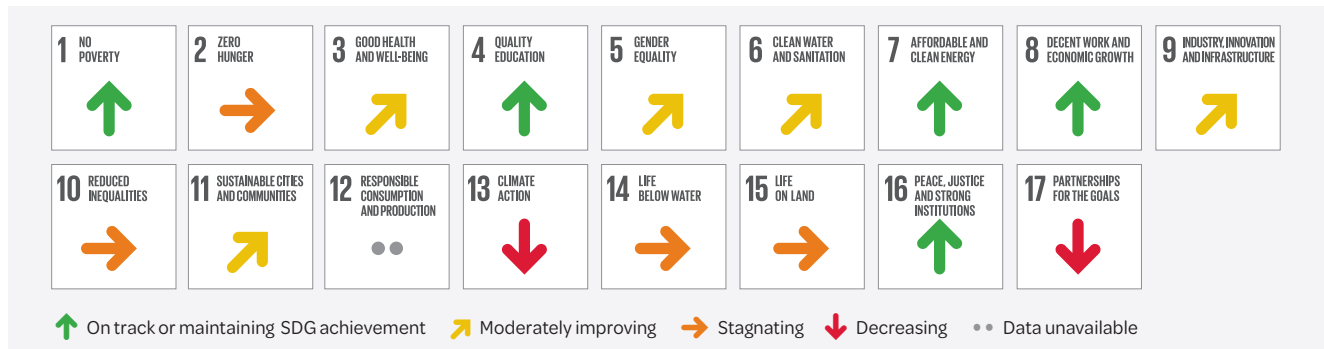 1 NO
POVERTY
2 ZERO
HUNGER
3 GOOD HEALTH
AND WELL-BEING
4 QUALITY
EDUCATION
5 GENDER
EQUALITY
6 CLEAN WATER
AND SANITATION
7 AFFORDABLE AND
CLEAN ENERGY
8 DECENT WORK AND
ECONOMIC GROWTH
9 INDUSTRY, INNOVATION
AND INFRASTRUCTURE
10 REDUCED
INEQUALITIES
11 SUSTAINABLE CITIES
AND COMMUNITIES
12 RESPONSIBLE
CONSUMPTION
AND PRODUCTION
13 CLIMATE
ACTION
14 LIFE
BELOW WATER
15 LIFE
ON LAND
16 PEACE, JUSTICE
AND STRONG
INSTITUTIONS
17 PARTNERSHIPS
FOR THE GOALS
On track or maintaining SDG achievement Moderately improving Stagnating Decreasing Data unavailable